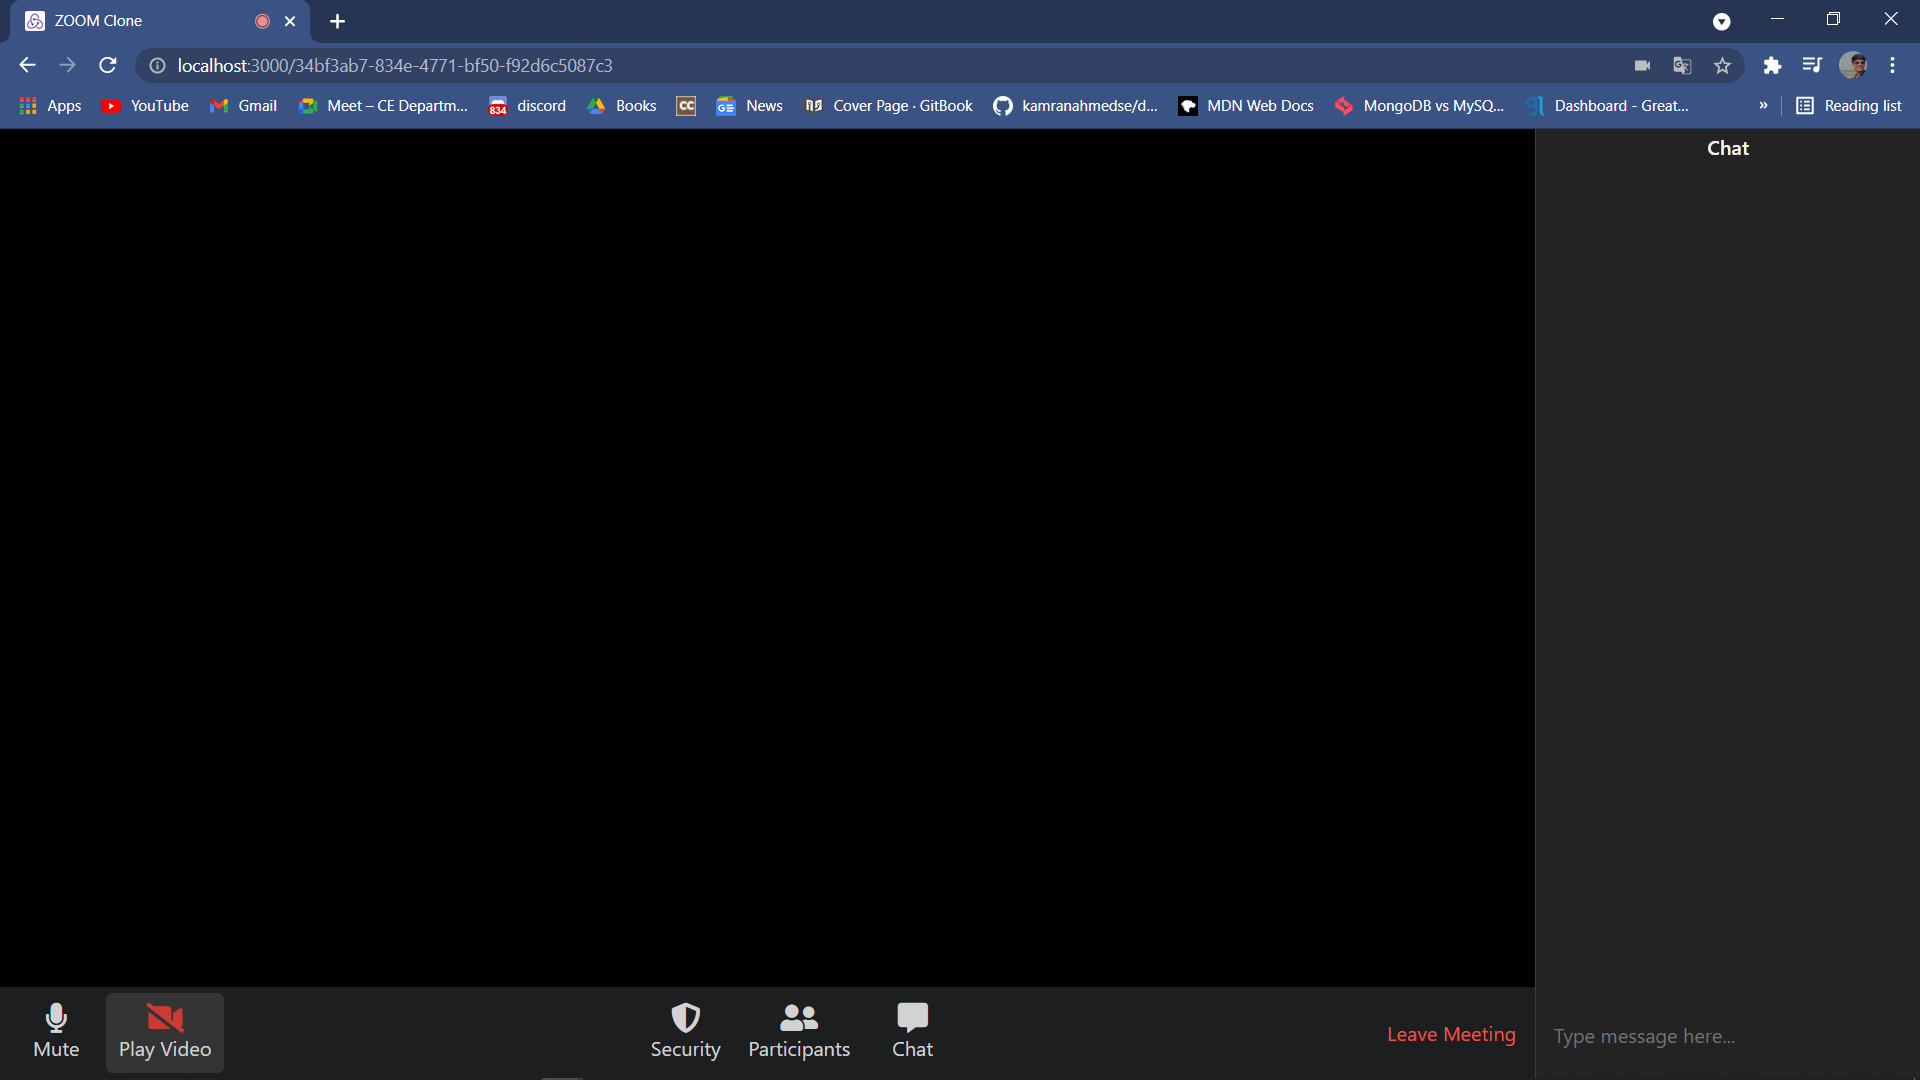 ZOOM Clone
localhost:3000/34bf3ab7-834e-4771-bf50-f92d6c5087c3
Apps YouTube Gmail Meet – CE Departm... 834 discord Books CC News Cover Page · GitBook kamranahmedse/d... MDN Web Docs MongoDB vs MySQ... gl Dashboard - Great... » Reading list
Chat
Mute Play Video Security Participants Chat Leave Meeting Type message here...